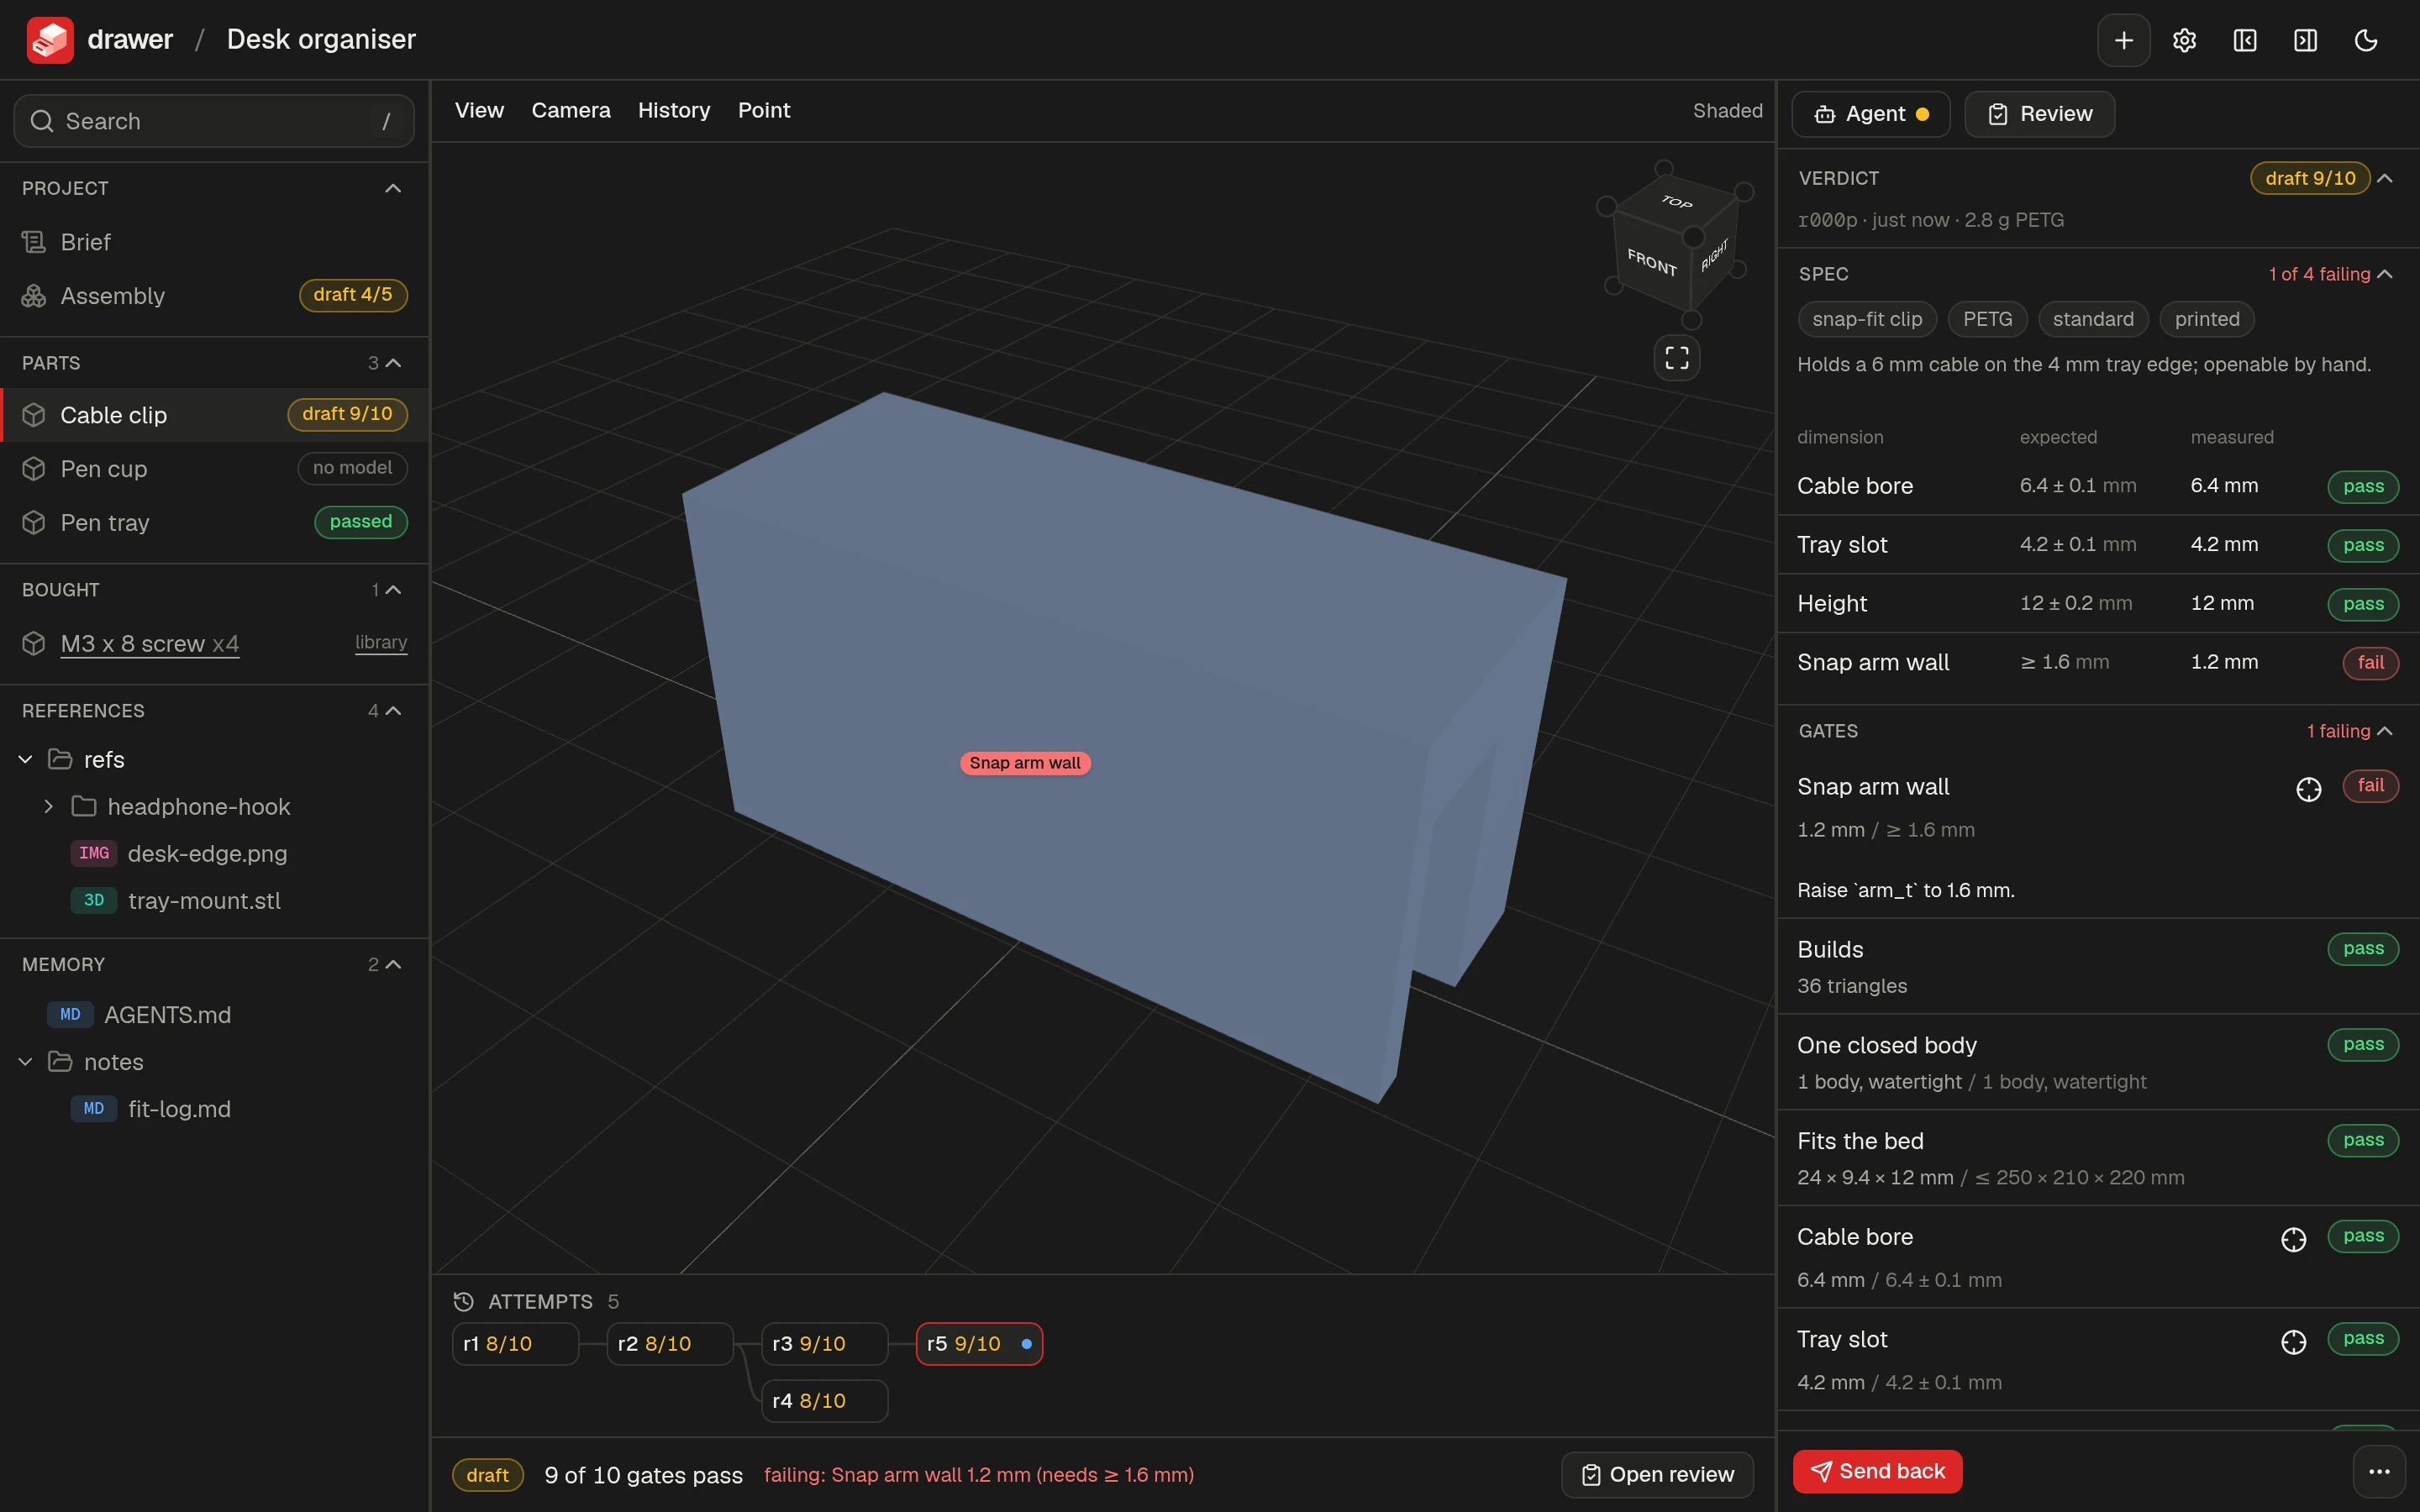 drawer / Desk organiser
Search /
PROJECT
Brief
Assembly draft 4/5
PARTS 3
Cable clip draft 9/10
Pen cup no model
Pen tray passed
BOUGHT 1
M3 x 8 screw x4 library
REFERENCES 4
refs
headphone-hook
IMG desk-edge.png
3D tray-mount.stl
MEMORY 2
MD AGENTS.md
notes
MD fit-log.md
View Camera History Point Shaded
TOP
FRONT
RIGHT
Snap arm wall
ATTEMPTS 5
r1 8/10 r2 8/10 r3 9/10 r5 9/10
r4 8/10
draft 9 of 10 gates pass failing: Snap arm wall 1.2 mm (needs ≥ 1.6 mm) Open review
Agent Review
VERDICT draft 9/10
r000p · just now · 2.8 g PETG
SPEC 1 of 4 failing
snap-fit clip PETG standard printed
Holds a 6 mm cable on the 4 mm tray edge; openable by hand.
dimension expected measured
Cable bore 6.4 ± 0.1 mm 6.4 mm pass
Tray slot 4.2 ± 0.1 mm 4.2 mm pass
Height 12 ± 0.2 mm 12 mm pass
Snap arm wall ≥ 1.6 mm 1.2 mm fail
GATES 1 failing
Snap arm wall fail
1.2 mm / ≥ 1.6 mm
Raise `arm_t` to 1.6 mm.
Builds pass
36 triangles
One closed body pass
1 body, watertight / 1 body, watertight
Fits the bed pass
24 × 9.4 × 12 mm / ≤ 250 × 210 × 220 mm
Cable bore pass
6.4 mm / 6.4 ± 0.1 mm
Tray slot pass
4.2 mm / 4.2 ± 0.1 mm
Send back